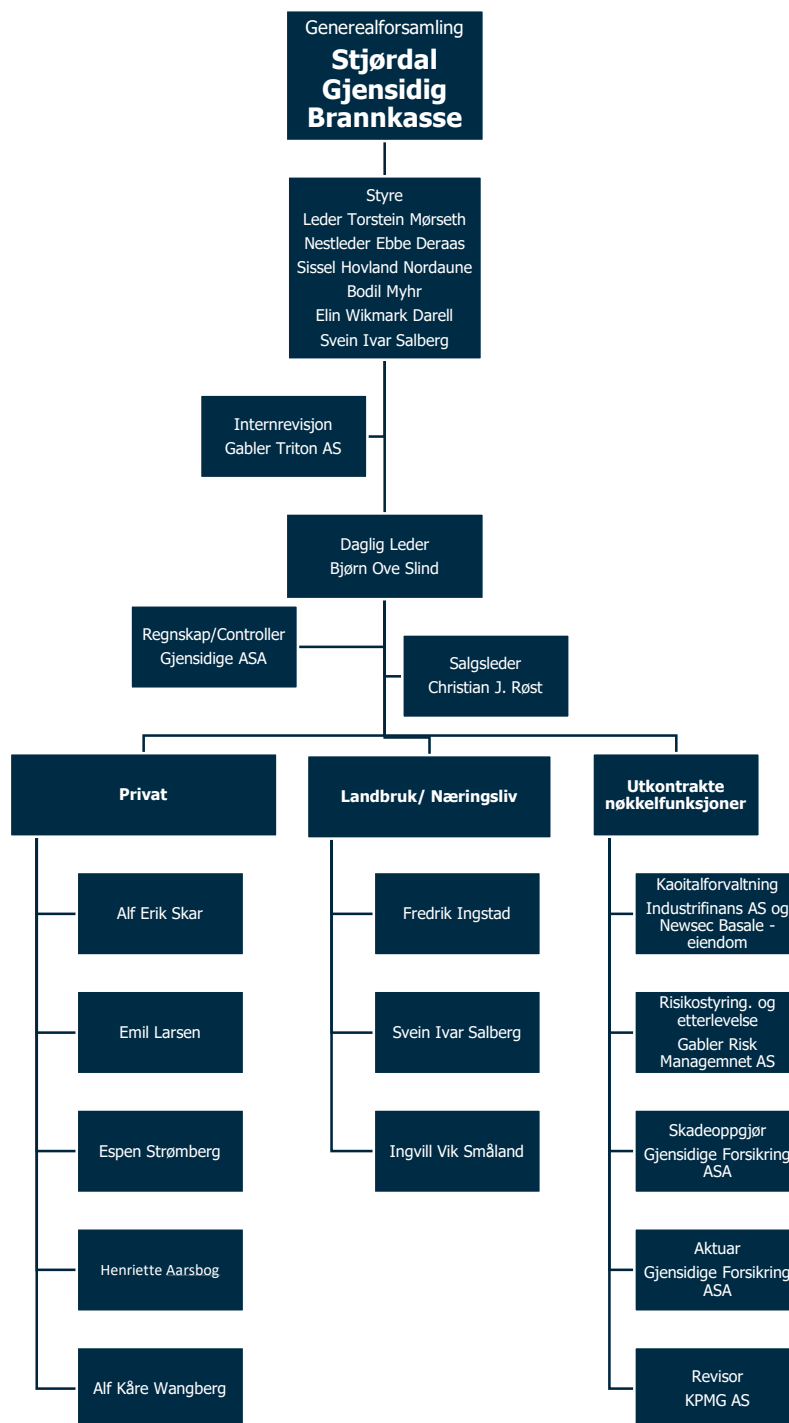 Generealforsamling
Stjørdal
Gjensidig
Brannkasse
Styre
Leder Torstein Mørseth
Nestleder Ebbe Deraas
Sissel Hovland Nordaune
Bodil Myhr
Elin Wikmark Darell
Svein Ivar Salberg
Internrevisjon
Gabler Triton AS
Daglig Leder
Bjørn Ove Slind
Regnskap/Controller
Gjensidige ASA
Salgsleder
Christian J. Røst
Privat
Alf Erik Skar
Emil Larsen
Espen Strømberg
Henriette Aarsbog
Alf Kåre Wangberg
Landbruk/ Næringsliv
Fredrik Ingstad
Svein Ivar Salberg
Ingvill Vik Småland
Utkontrakte
nøkkelfunksjoner
Kaoitalforvaltning
Industrifinans AS og
Newsec Basale -
eiendom
Risikostyring. og
etterlevelse
Gabler Risk
Managemnet AS
Skadeoppgjør
Gjensidige Forsikring
ASA
Aktuar
Gjensidige Forsikring
ASA
Revisor
KPMG AS